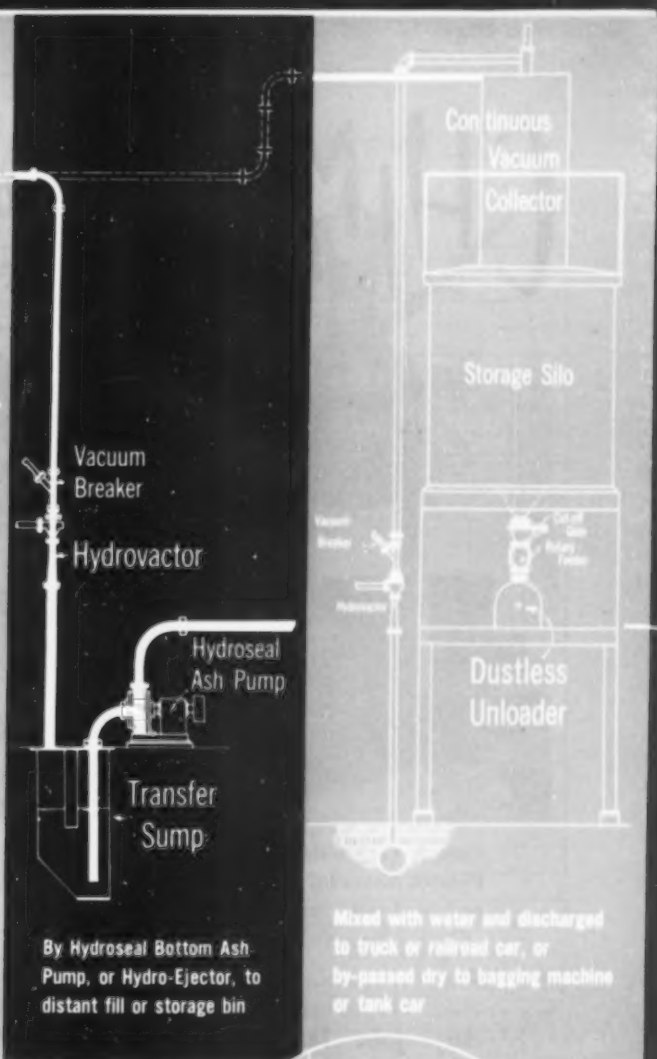 Vacuum
Breaker
Hydrovactor
Hydroseal
Ash Pump
Transfer
Sump
By Hydroseal Bottom Ash
Pump, or Hydro-Ejector, to
distant fill or storage bin
Continuous
Vacuum
Collector
Storage Silo
Vacuum
Breaker
Hydrovactor
Cut-off
Gate
Rotary
Feeder
Dustless
Unloader
Mixed with water and discharged
to truck or railroad car, or
by-passed dry to bagging machine
or tank car